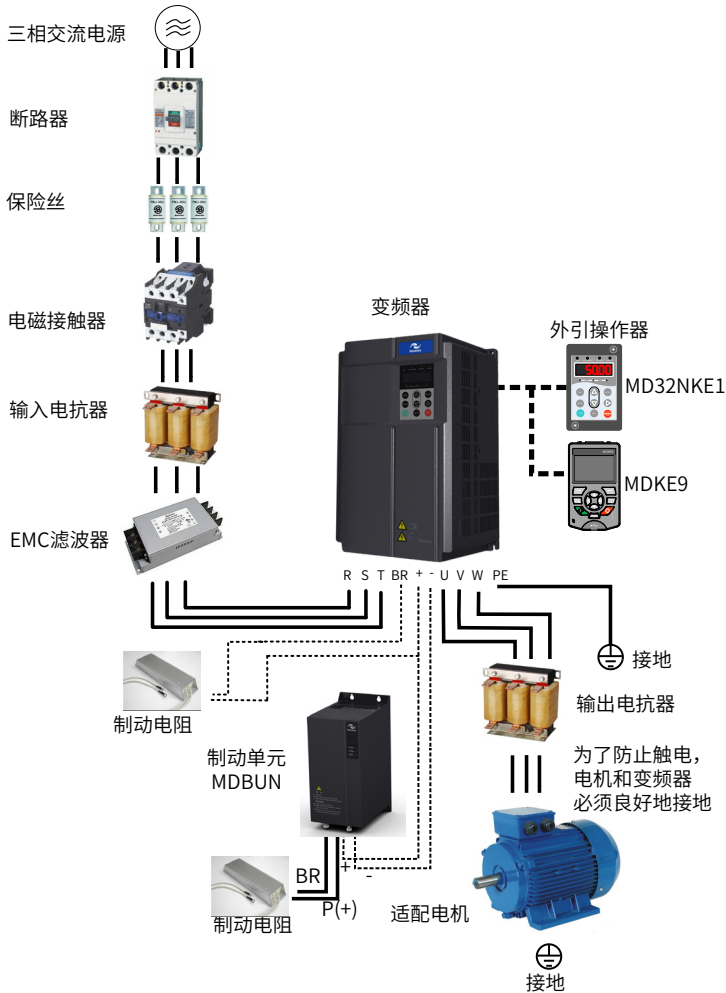 三相交流电源
断路器
保险丝
电磁接触器
输入电抗器
EMC滤波器
变频器
外引操作器
50.00
MD32NKE1
MDKE9
R S T BR + - U V W PE
接地
制动电阻
输出电抗器
制动单元
MDBUN
为了防止触电，
电机和变频器
必须良好地接地
BR
+
-
P(+)
制动电阻
适配电机
接地